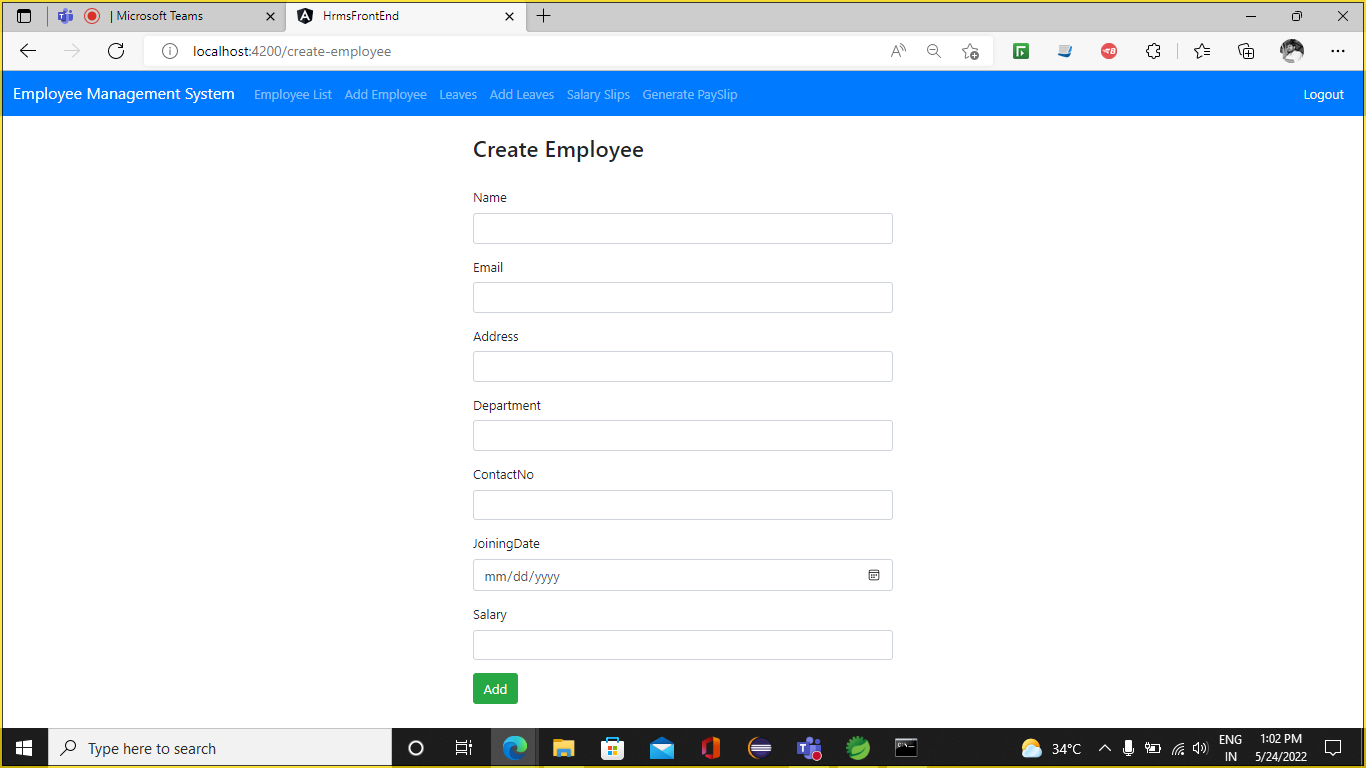 | Microsoft Teams
HrmsFrontEnd
localhost:4200/create-employee
Employee Management System Employee List Add Employee Leaves Add Leaves Salary Slips Generate PaySlip Logout
Create Employee
Name
Email
Address
Department
ContactNo
JoiningDate
mm/dd/yyyy
Salary
Add
Type here to search
34°C
ENG
IN
1:02 PM
5/24/2022